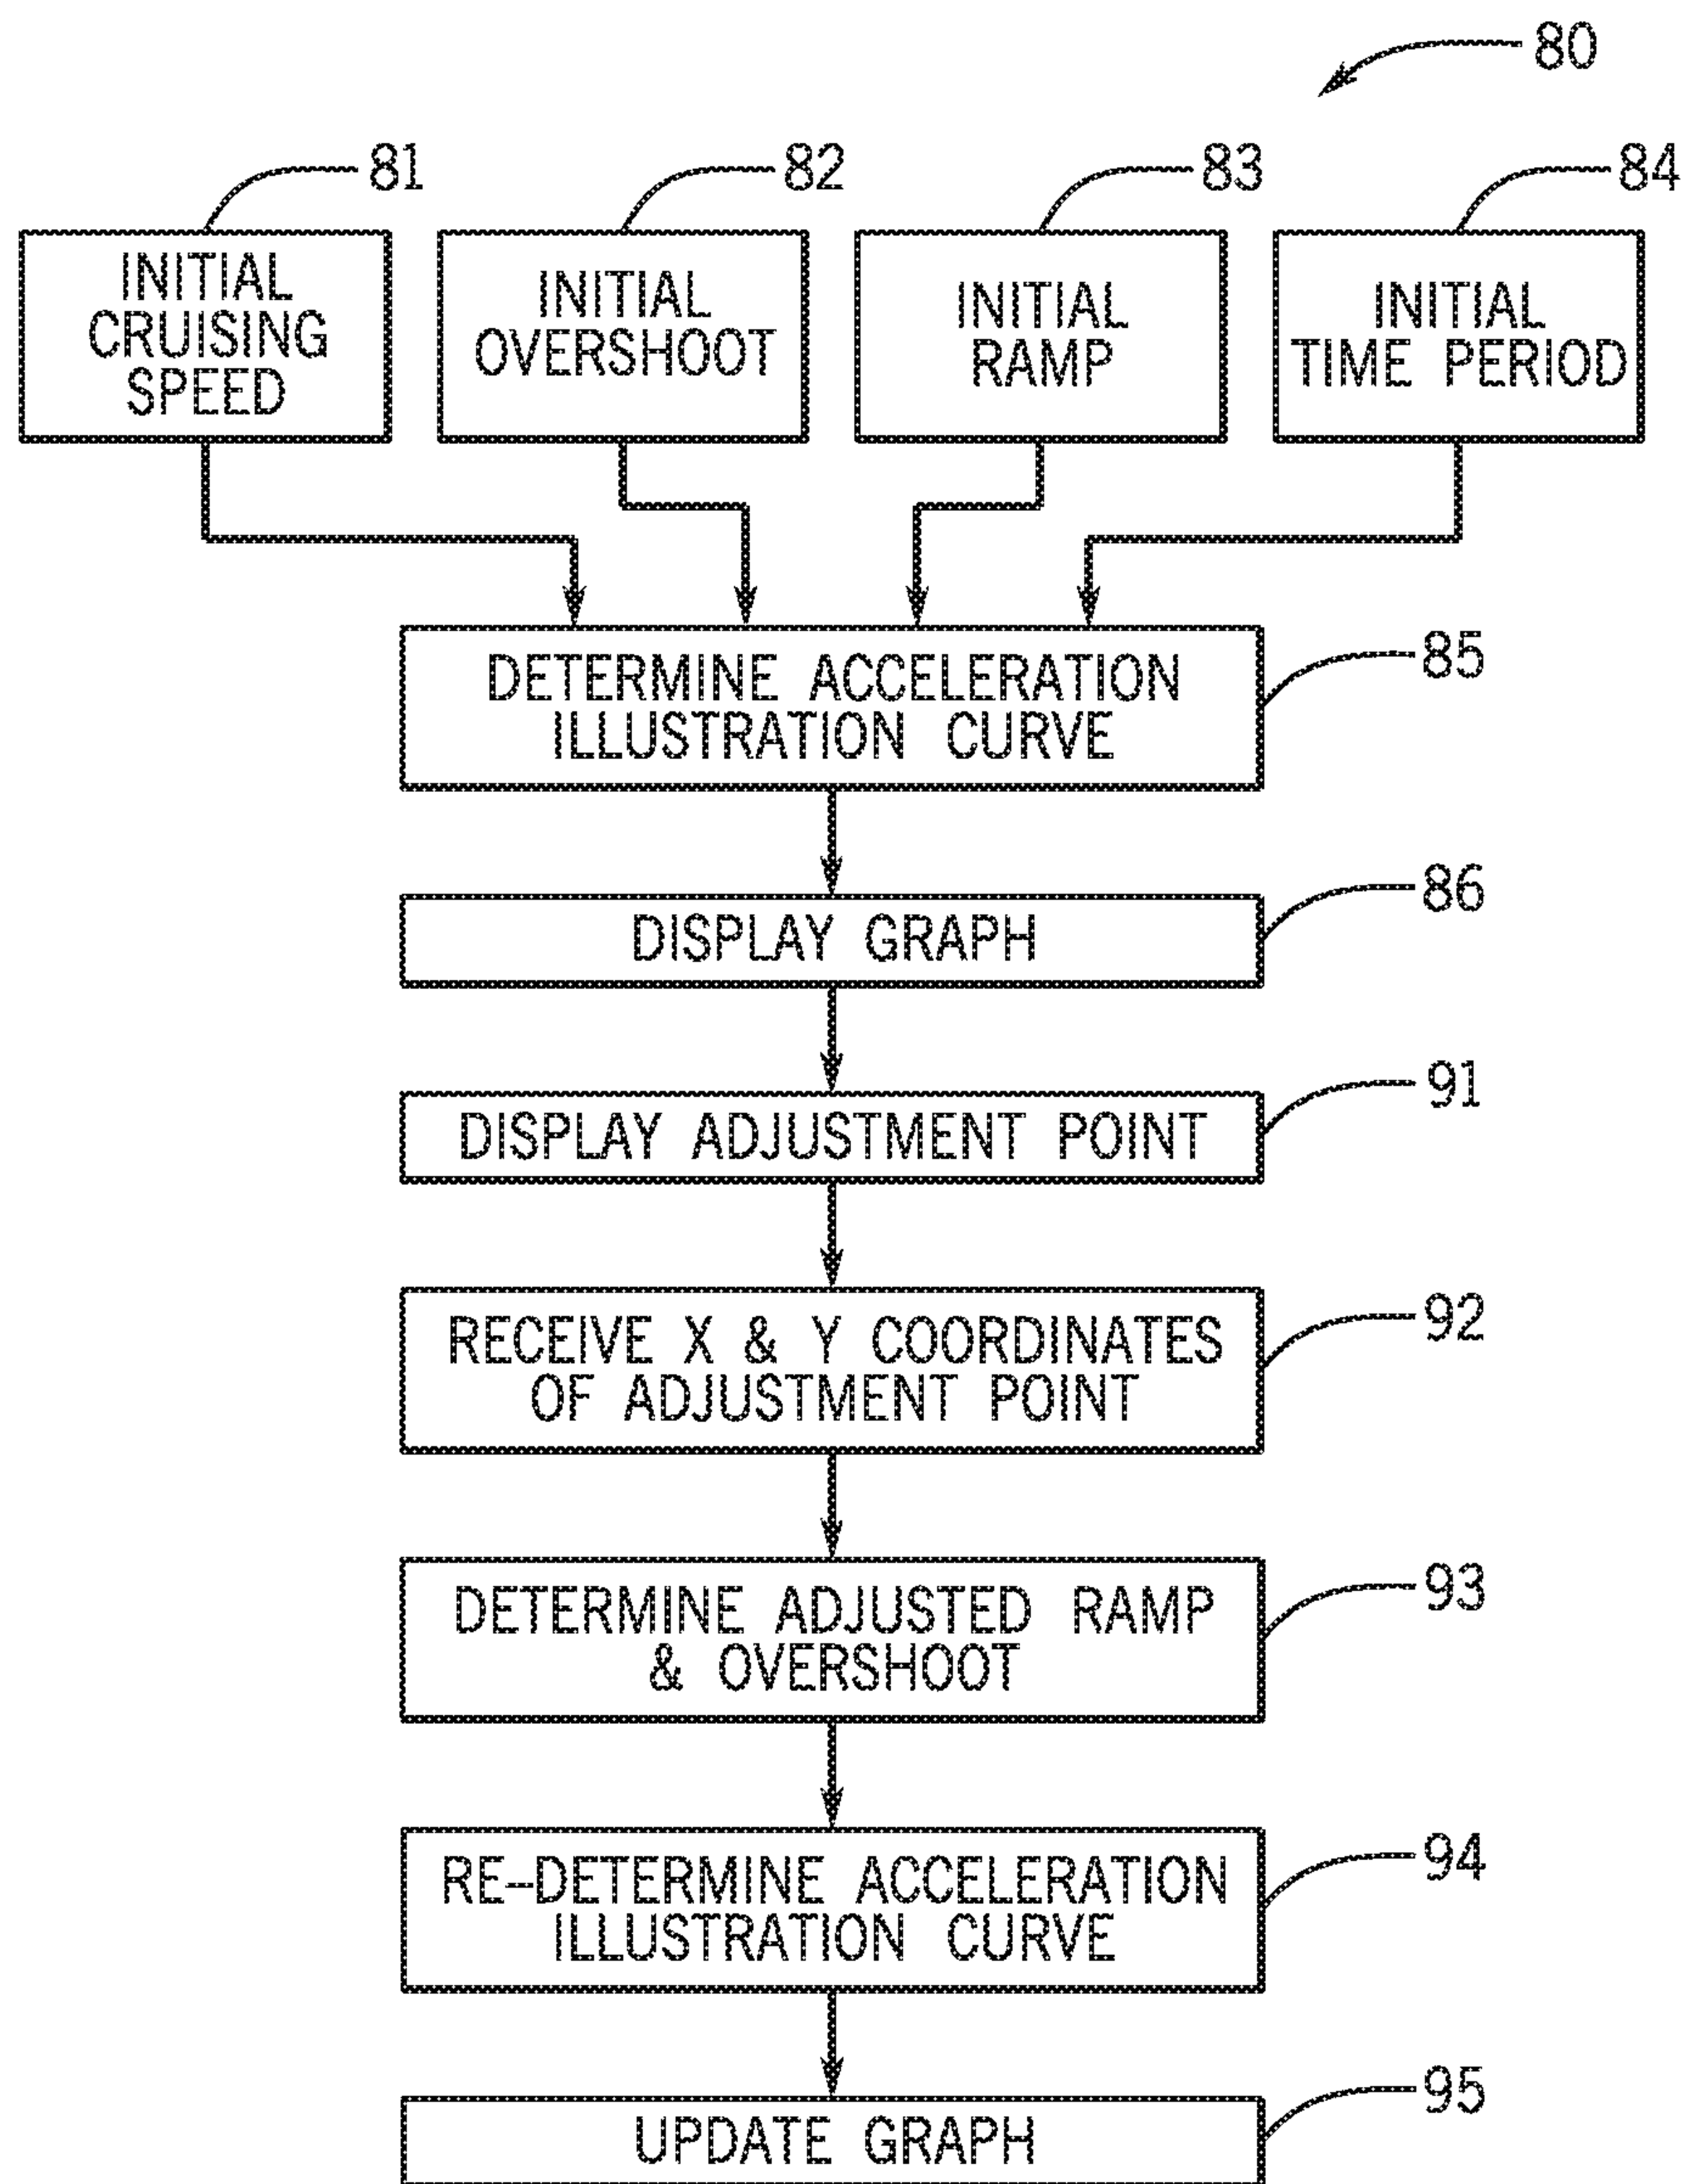 80
81
82
83
84
INITIAL
CRUISING
SPEED
INITIAL
OVERSHOOT
INITIAL
RAMP
INITIAL
TIME PERIOD
DETERMINE ACCELERATION
ILLUSTRATION CURVE
85
DISPLAY GRAPH
86
DISPLAY ADJUSTMENT POINT
91
RECEIVE X & Y COORDINATES
OF ADJUSTMENT POINT
92
DETERMINE ADJUSTED RAMP
& OVERSHOOT
93
RE-DETERMINE ACCELERATION
ILLUSTRATION CURVE
94
UPDATE GRAPH
95